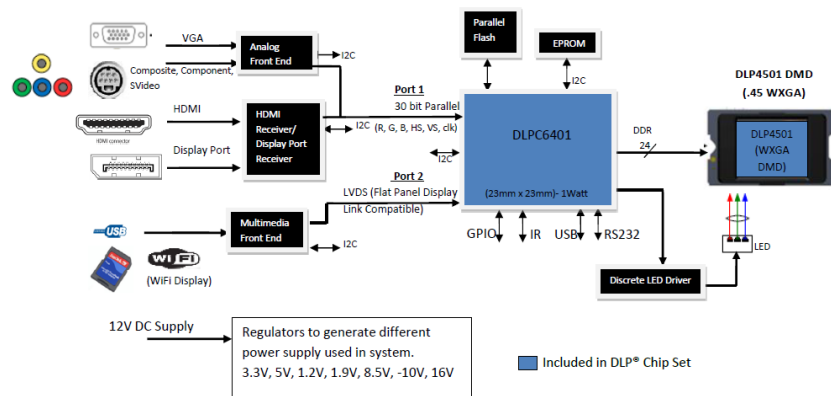 VGA
Analog
Front End
I2C
Composite, Component,
SVideo
HDMI
HDMI connector
Display Port
HDMI
Receiver/
Display Port
Receiver
I2C
Port 1
30 bit Parallel
(R, G, B, HS, VS, clk)
I2C
Port 2
LVDS (Flat Panel Display
Link Compatible)
USB
WiFi
(WiFi Display)
SanDisk
Multimedia
Front End
I2C
Parallel
Flash
EPROM
I2C
DLPC6401
(23mm x 23mm)- 1Watt
GPIO
IR
USB
RS232
DDR
24
DLP4501 DMD
(.45 WXGA)
DLP4501
(WXGA
DMD)
LED
Discrete LED Driver
12V DC Supply
Regulators to generate different
power supply used in system.
3.3V, 5V, 1.2V, 1.9V, 8.5V, -10V, 16V
Included in DLP® Chip Set